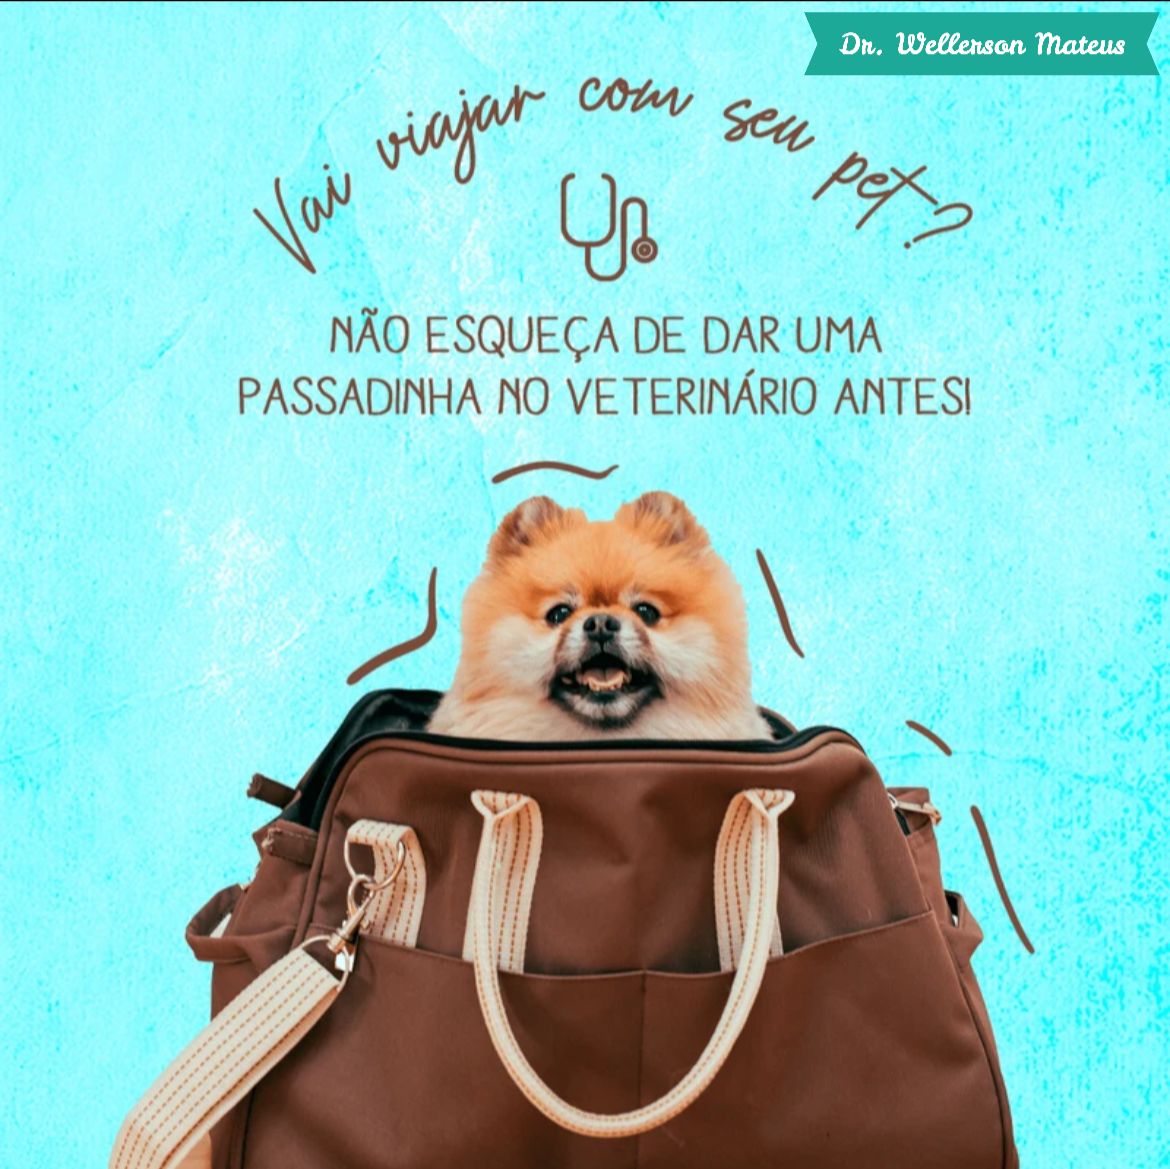 Dr. Wellerson Mateus
Vai viajar com seu pet?
NÃO ESQUEÇA DE DAR UMA
PASSADINHA NO VETERINÁRIO ANTES!